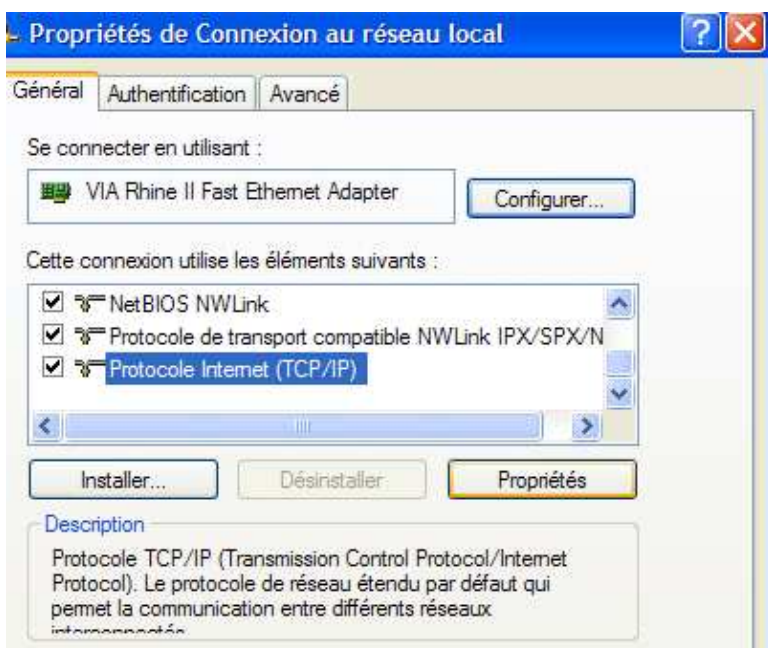 Propriétés de Connexion au réseau local
Général Authentification Avancé
Se connecter en utilisant :
VIA Rhine II Fast Ethernet Adapter Configurer...
Cette connexion utilise les éléments suivants :
NetBIOS NWLink
Protocole de transport compatible NWLink IPX/SPX/N
Protocole Internet (TCP/IP)
Installer... Désinstaller Propriétés
Description
Protocole TCP/IP (Transmission Control Protocol/Internet
Protocol). Le protocole de réseau étendu par défaut qui
permet la communication entre différents réseaux
interconnectés